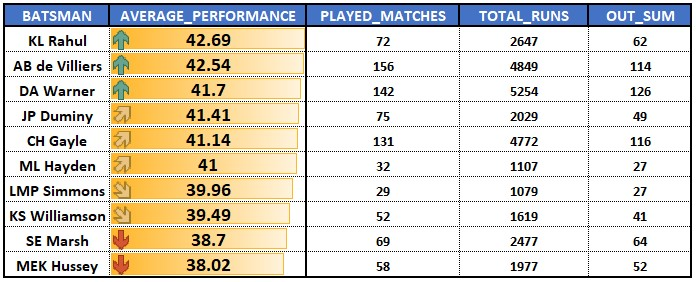 BATSMAN AVERAGE_PERFORMANCE PLAYED_MATCHES TOTAL_RUNS OUT_SUM
KL Rahul 42.69 72 2647 62
AB de Villiers 42.54 156 4849 114
DA Warner 41.7 142 5254 126
JP Duminy 41.41 75 2029 49
CH Gayle 41.14 131 4772 116
ML Hayden 41 32 1107 27
LMP Simmons 39.96 29 1079 27
KS Williamson 39.49 52 1619 41
SE Marsh 38.7 69 2477 64
MEK Hussey 38.02 58 1977 52